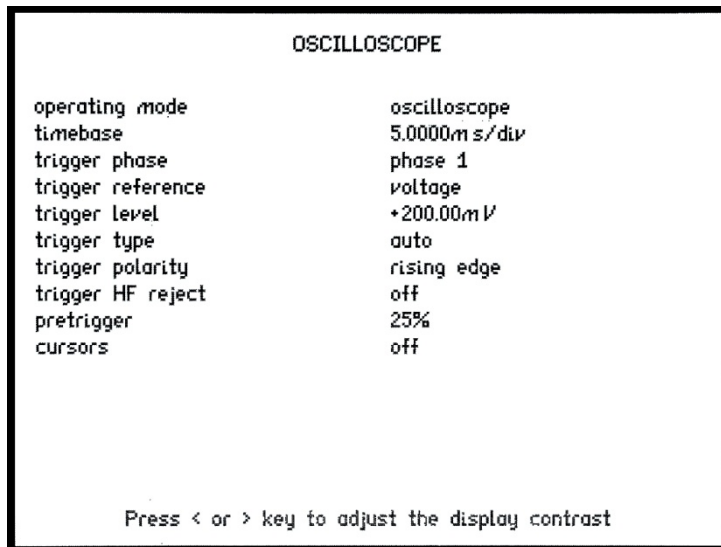 OSCILLOSCOPE
operating mode oscilloscope
timebase 5.0000m s/div
trigger phase phase 1
trigger reference voltage
trigger level +200.00mV
trigger type auto
trigger polarity rising edge
trigger HF reject off
pretrigger 25%
cursors off
Press < or > key to adjust the display contrast